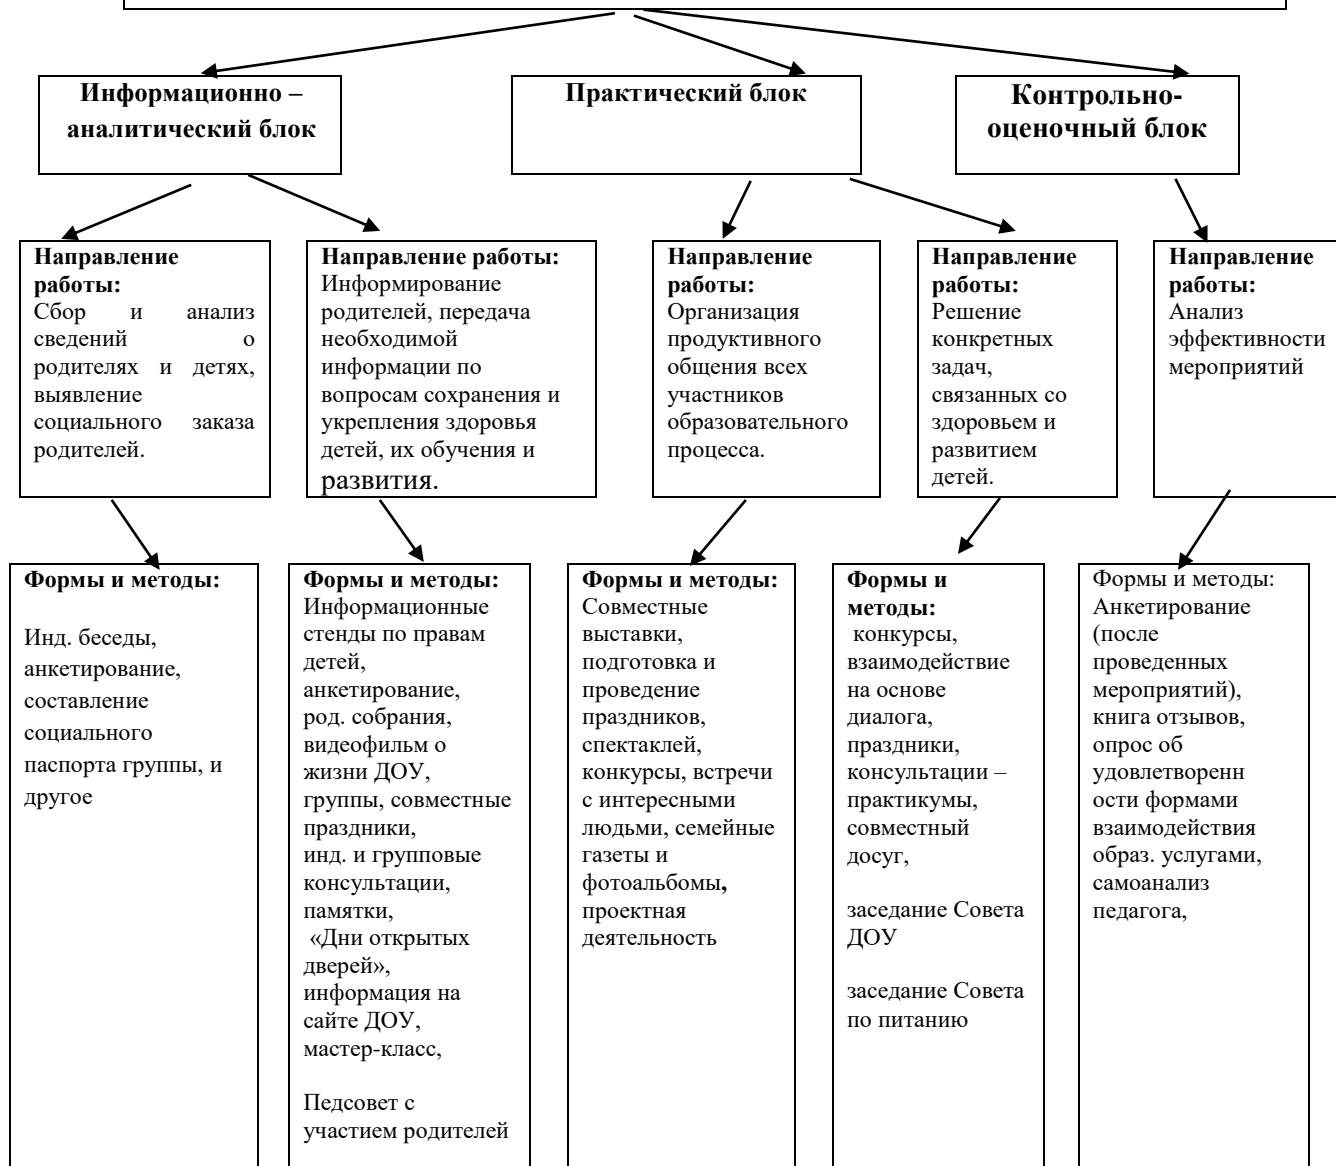 Информационно –
аналитический блок
Практический блок
Контрольно-
оценочный блок
Направление
работы:
Сбор и анализ
сведений о
родителях и детях,
выявление
социального заказа
родителей.
Направление работы:
Информирование
родителей, передача
необходимой
информации по
вопросам сохранения и
укрепления здоровья
детей, их обучения и
развития.
Направление
работы:
Организация
продуктивного
общения всех
участников
образовательного
процесса.
Направление
работы:
Решение
конкретных
задач,
связанных со
здоровьем и
развитием
детей.
Направление
работы:
Анализ
эффективности
мероприятий
Формы и методы:
Инд. беседы,
анкетирование,
составление
социального
паспорта группы, и
другое
Формы и методы:
Информационные
стенды по правам
детей,
анкетирование,
род. собрания,
видеофильм о
жизни ДОУ,
группы, совместные
праздники,
инд. и групповые
консультации,
памятки,
«Дни открытых
дверей»,
информация на
сайте ДОУ,
мастер-класс,
Педсовет с
участием родителей
Формы и методы:
Совместные
выставки,
подготовка и
проведение
праздников,
спектаклей,
конкурсы, встречи
с интересными
людьми, семейные
газеты и
фотоальбомы,
проектная
деятельность
Формы и
методы:
конкурсы,
взаимодействие
на основе
диалога,
праздники,
консультации –
практикумы,
совместный
досуг,
заседание Совета
ДОУ
заседание Совета
по питанию
Формы и методы:
Анкетирование
(после
проведенных
мероприятий),
книга отзывов,
опрос об
удовлетворенн
ости формами
взаимодействия
образ. услугами,
самоанализ
педагога,